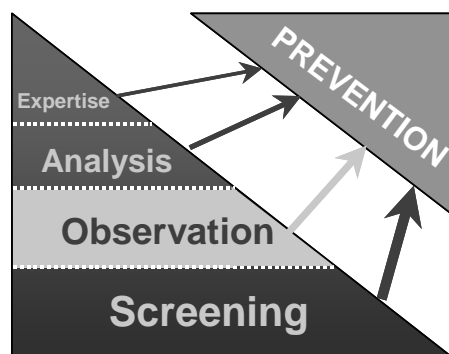 PREVENTION
Expertise
Analysis
Observation
Screening